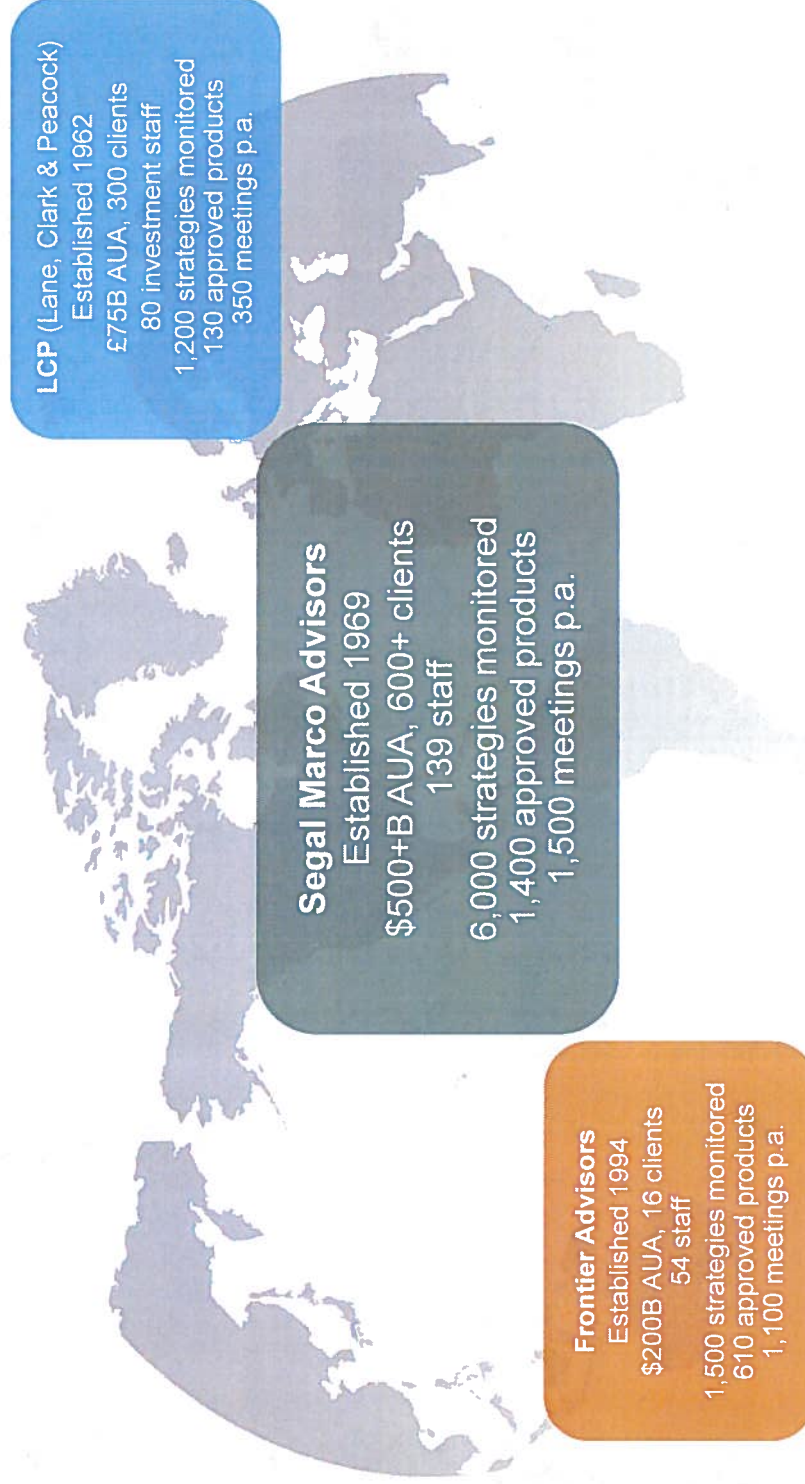 LCP (Lane, Clark & Peacock)
Established 1962
£75B AUA, 300 clients
80 investment staff
1,200 strategies monitored
130 approved products
350 meetings p.a.
Segal Marco Advisors
Established 1969
$500+B AUA, 600+ clients
139 staff
6,000 strategies monitored
1,400 approved products
1,500 meetings p.a.
Frontier Advisors
Established 1994
$200B AUA, 16 clients
54 staff
1,500 strategies monitored
610 approved products
1,100 meetings p.a.